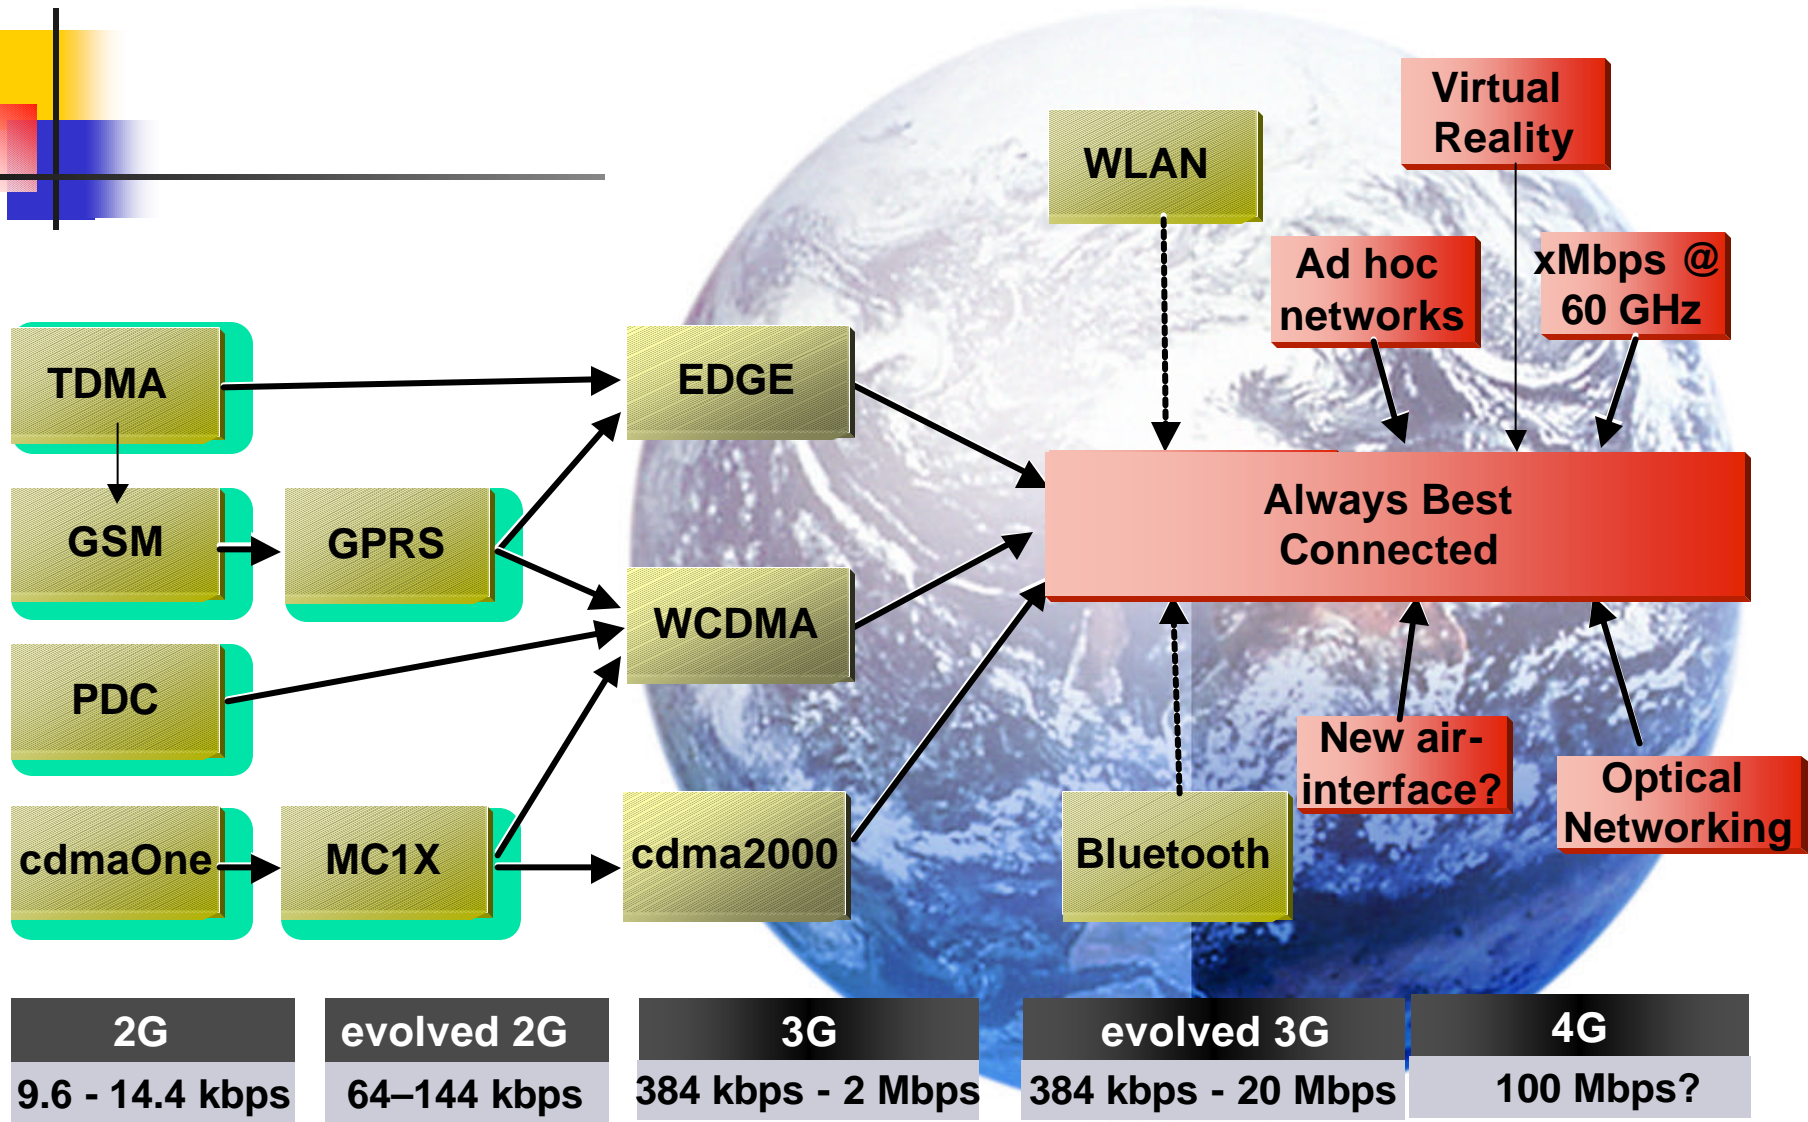 Virtual
Reality
WLAN
Ad hoc
networks
xMbps @
60 GHz
TDMA
EDGE
GSM
GPRS
Always Best
Connected
WCDMA
PDC
New air-
interface?
Optical
Networking
cdmaOne
MC1X
cdma2000
Bluetooth
2G
evolved 2G
3G
evolved 3G
4G
9.6 - 14.4 kbps
64–144 kbps
384 kbps - 2 Mbps
384 kbps - 20 Mbps
100 Mbps?